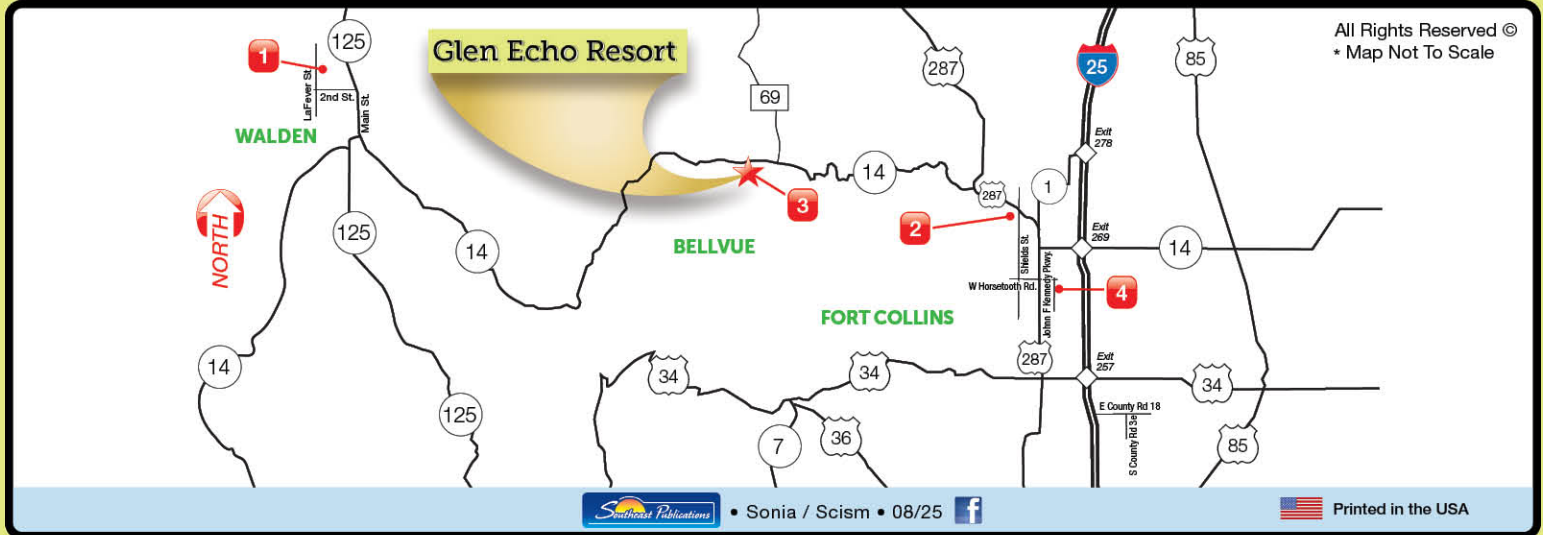 All Rights Reserved ©
* Map Not To Scale
Glen Echo Resort
125
1
LaFever St.
2nd St.
Main St.
WALDEN
NORTH
125
14
14
125
69
287
25
85
Exit
278
14
3
287
1
2
BELLVUE
Shields St.
Exit
269
14
W Horsetooth Rd.
John F Kennedy Pkwy.
4
FORT COLLINS
34
34
287
Exit
257
34
7
36
E County Rd 18
S County Rd 3e
85
Southeast Publications • Sonia / Scism • 08/25 f
Printed in the USA